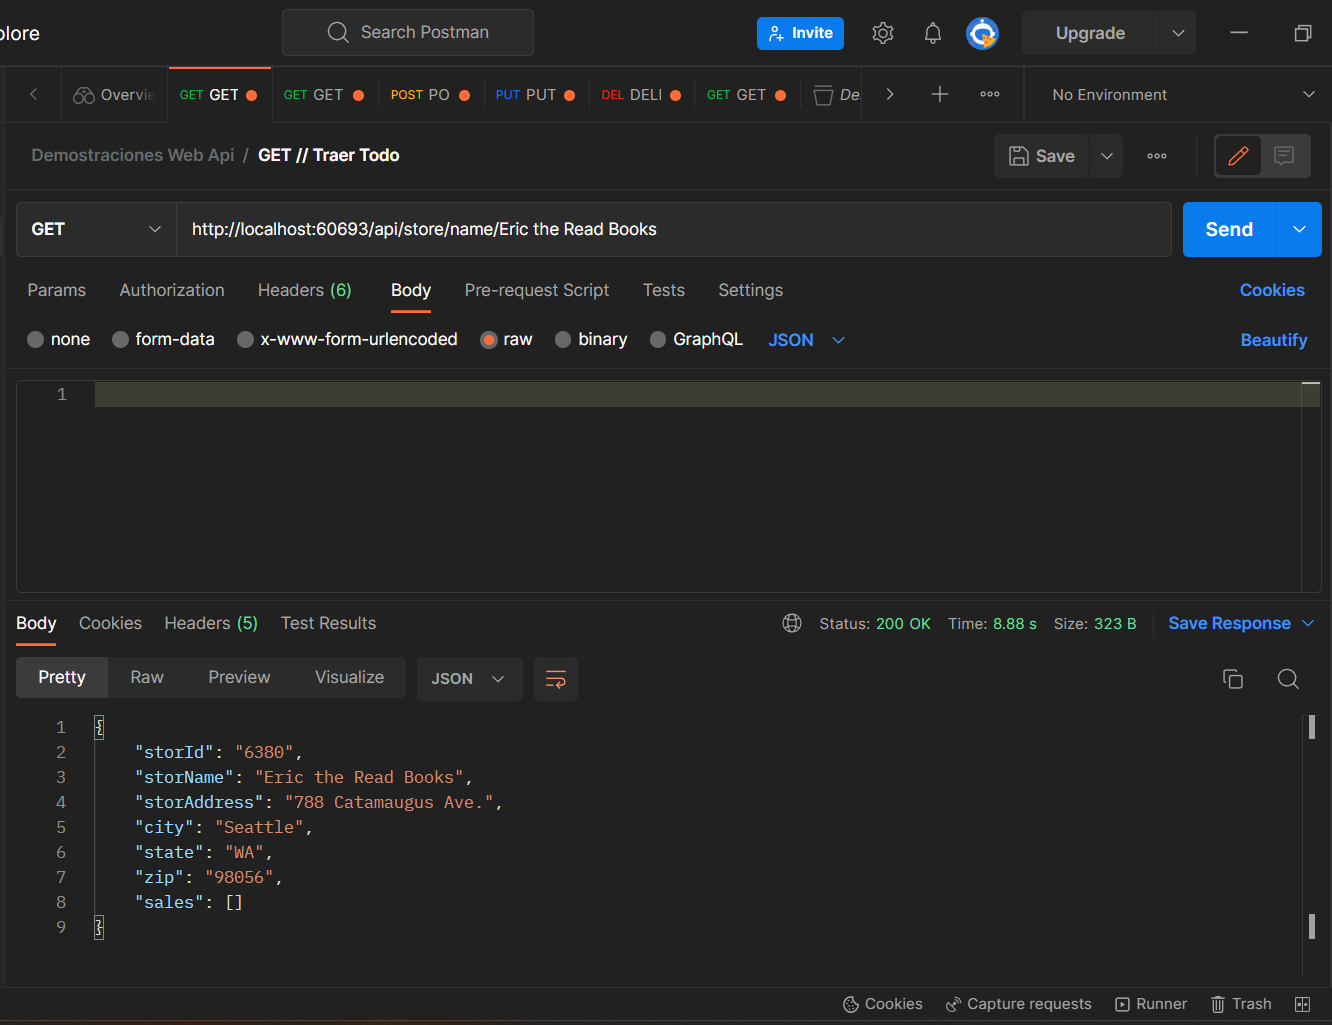 plore
Search Postman
Invite
Upgrade
Overvie
GET GET
GET GET
POST PO
PUT PUT
DEL DELI
GET GET
De
No Environment
Demostraciones Web Api / GET // Traer Todo
Save
GET
http://localhost:60693/api/store/name/Eric the Read Books
Send
Params Authorization Headers (6) Body Pre-request Script Tests Settings
Cookies
none form-data x-www-form-urlencoded raw binary GraphQL JSON
Beautify
1
Body Cookies Headers (5) Test Results
Status: 200 OK Time: 8.88 s Size: 323 B
Save Response
Pretty Raw Preview Visualize JSON
1 {
2 "storId": "6380",
3 "storName": "Eric the Read Books",
4 "storAddress": "788 Catamaugus Ave.",
5 "city": "Seattle",
6 "state": "WA",
7 "zip": "98056",
8 "sales": []
9 }
Cookies Capture requests Runner Trash